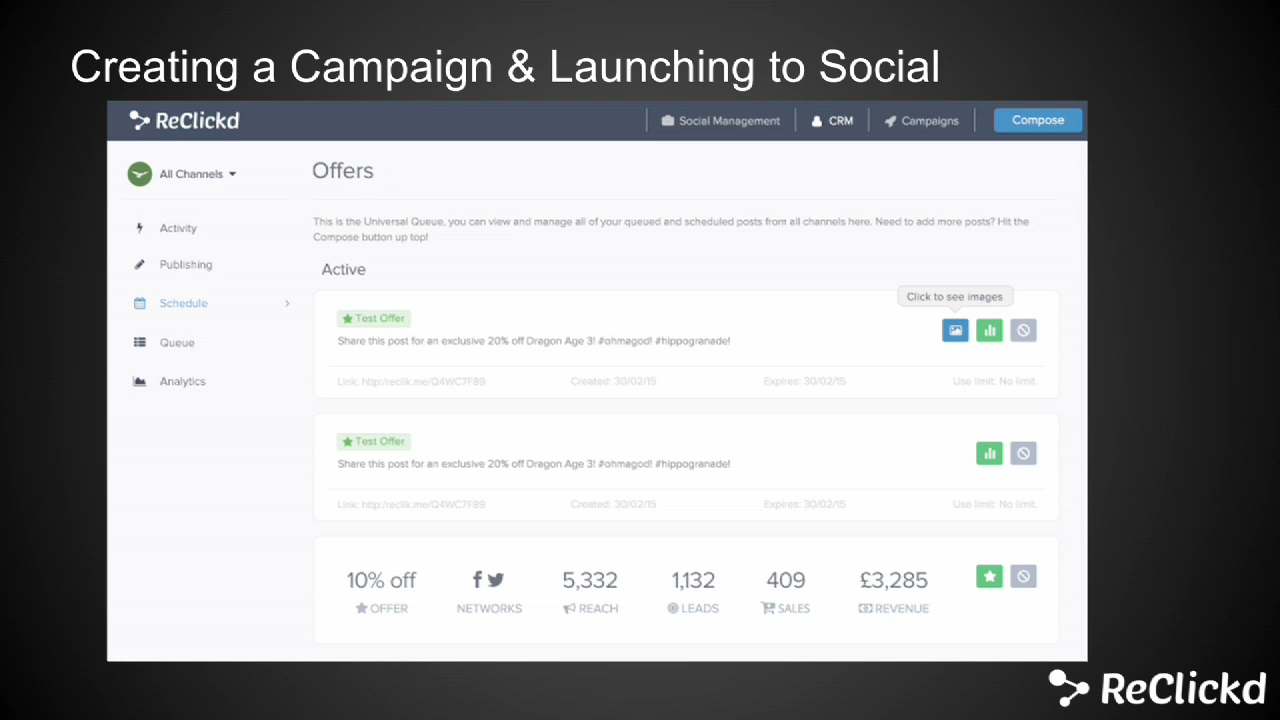 Creating a Campaign & Launching to Social
ReClickd
Social Management
CRM
Campaigns
Compose
All Channels
Activity
Publishing
Schedule
Queue
Analytics
Offers
This is the Universal Queue, you can view and manage all of your queued and scheduled posts from all channels here. Need to add more posts? Hit the
Compose button up top!
Active
Click to see images
Test Offer
Share this post for an exclusive 20% off Dragon Age 3! #ohmagod! #hippogranade!
Link: http:/reclik.me/Q4WC7F89
Created: 30/02/15
Expires: 30/02/15
Use limit: No limit.
Test Offer
Share this post for an exclusive 20% off Dragon Age 3! #ohmagod! #hippogranade!
Link: http:/reclik.me/Q4WC7F89
Created: 30/02/15
Expires: 30/02/15
Use limit: No limit.
10% off
5,332
1,132
409
£3,285
OFFER
NETWORKS
REACH
LEADS
SALES
REVENUE
ReClickd